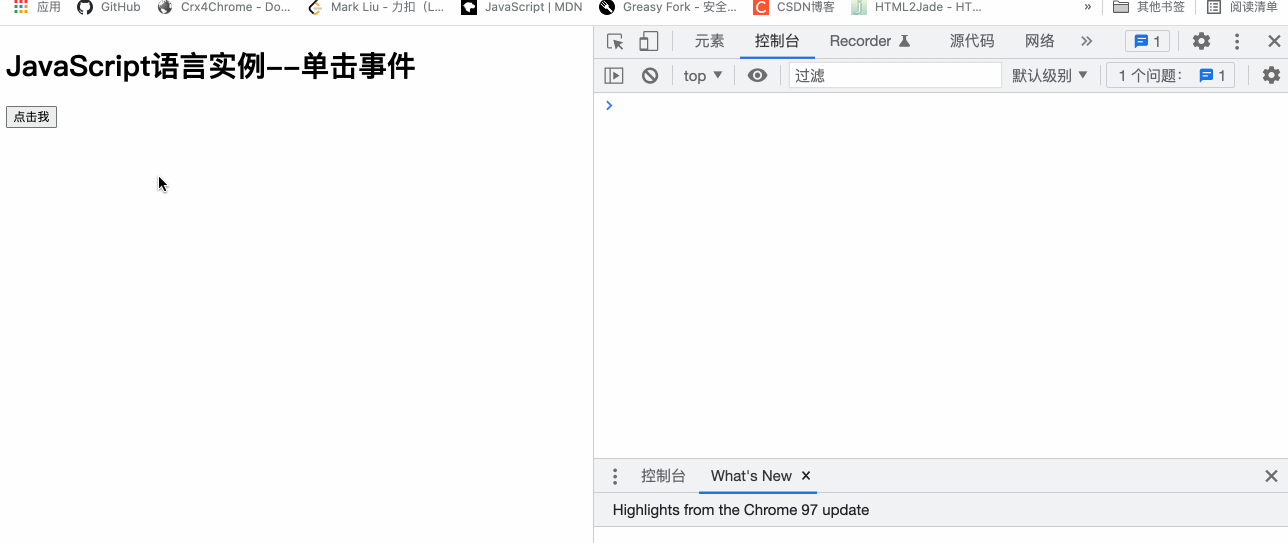 应用 GitHub Crx4Chrome - Do... Mark Liu - 力扣（L... JavaScript | MDN Greasy Fork - 安全... CSDN博客 HTML2Jade - HT... » 其他书签 阅读清单
JavaScript语言实例--单击事件
点击我
元素 控制台 Recorder 源代码 网络 » 1
top 过滤 默认级别 1 个问题： 1
控制台 What's New
Highlights from the Chrome 97 update